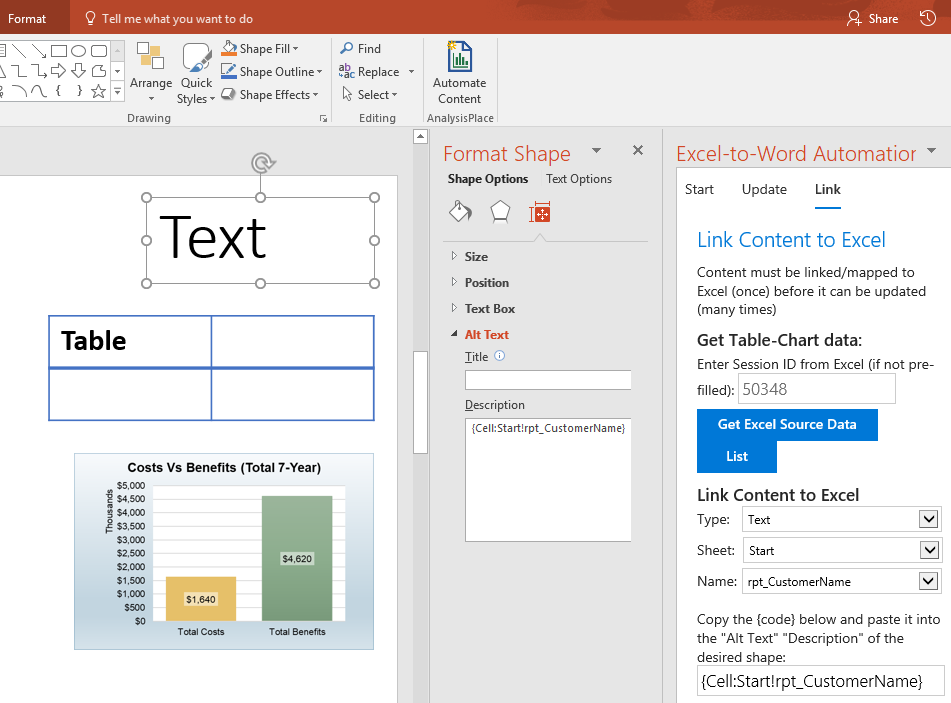 Format
Tell me what you want to do
Share
Arrange
Quick
Styles
Shape Fill
Shape Outline
Shape Effects
Find
Replace
Select
Automate
Content
Drawing
Editing
AnalysisPlace
Text
Table
Costs Vs Benefits (Total 7-Year)
Thousands
$5,000
$4,500
$4,000
$3,500
$3,000
$2,500
$2,000
$1,500
$1,000
$500
$0
$1,640
$4,620
Total Costs
Total Benefits
Format Shape
Shape Options
Text Options
Size
Position
Text Box
Alt Text
Title
Description
{Cell:Start!rpt_CustomerName}
Excel-to-Word Automation
Start Update Link
Link Content to Excel
Content must be linked/mapped to
Excel (once) before it can be updated
(many times)
Get Table-Chart data:
Enter Session ID from Excel (if not pre-
filled): 50348
Get Excel Source Data
List
Link Content to Excel
Type: Text
Sheet: Start
Name: rpt_CustomerName
Copy the {code} below and paste it into
the "Alt Text" "Description" of the
desired shape:
{Cell:Start!rpt_CustomerName}